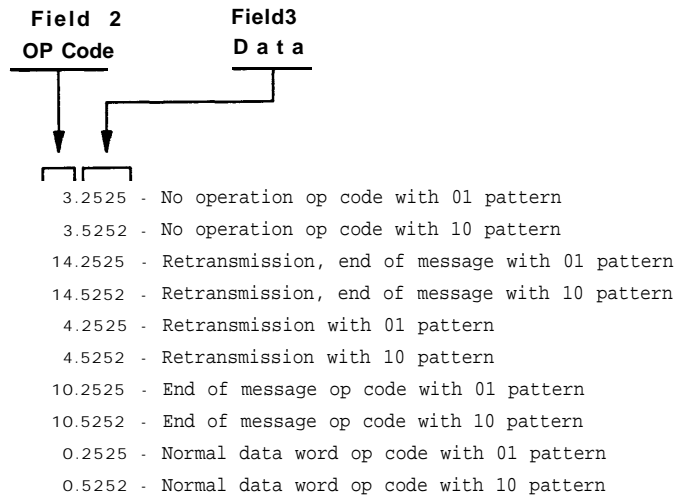 Field 2 Field3
OP Code Data
3.2525 - No operation op code with 01 pattern
3.5252 - No operation op code with 10 pattern
14.2525 - Retransmission, end of message with 01 pattern
14.5252 - Retransmission, end of message with 10 pattern
4.2525 - Retransmission with 01 pattern
4.5252 - Retransmission with 10 pattern
10.2525 - End of message op code with 01 pattern
10.5252 - End of message op code with 10 pattern
0.2525 - Normal data word op code with 01 pattern
0.5252 - Normal data word op code with 10 pattern